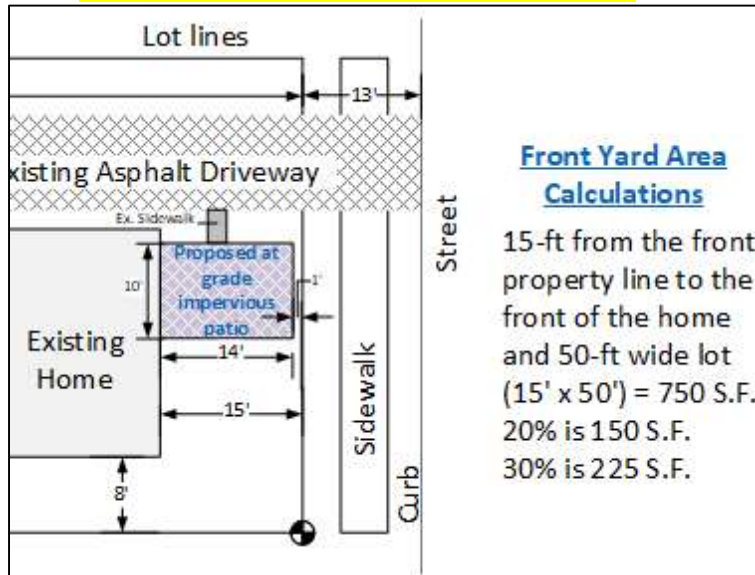 Lot lines
13'
xisting Asphalt Driveway
Ex. Sidewalk
Proposed at
grade
impervious
patio
10'
1'
14'
Existing
Home
15'
8'
Sidewalk
Curb
Street
Front Yard Area
Calculations
15-ft from the front
property line to the
front of the home
and 50-ft wide lot
(15' x 50') = 750 S.F.
20% is 150 S.F.
30% is 225 S.F.